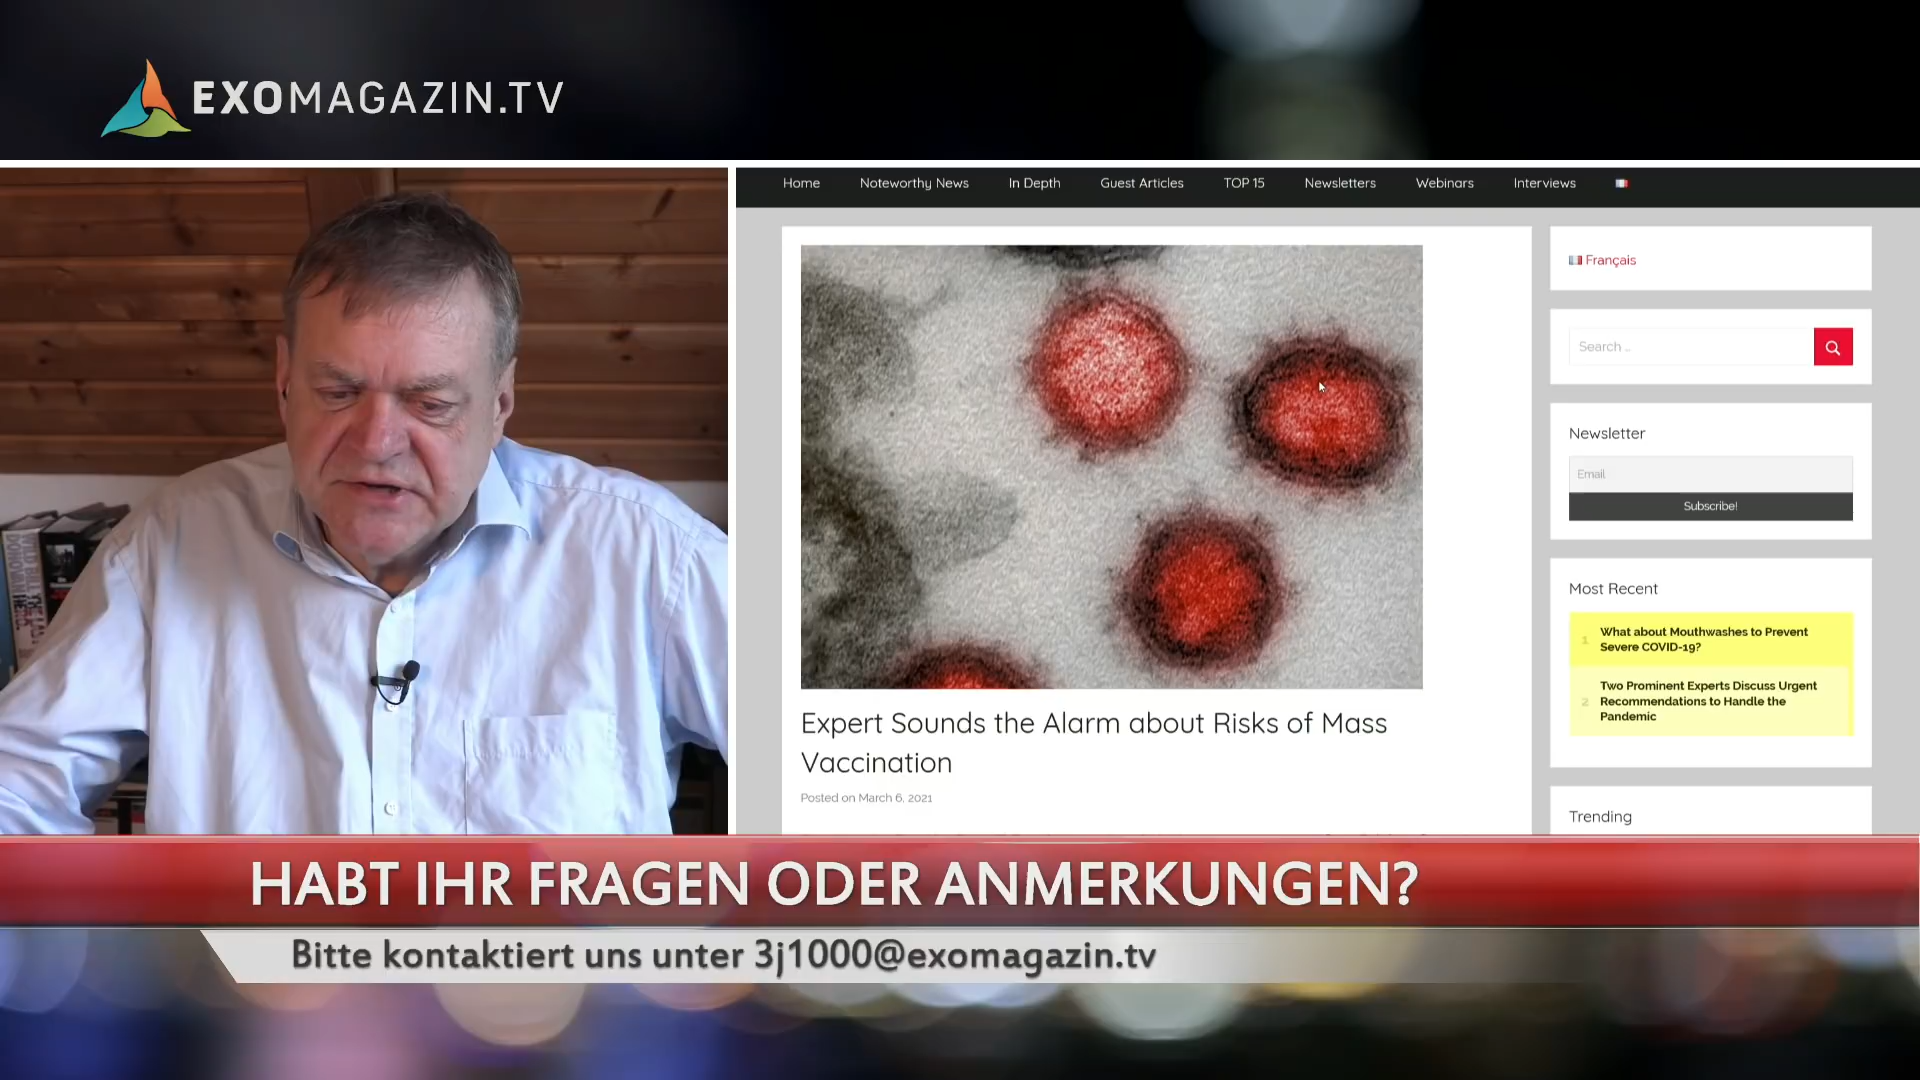 EXOMAGAZIN.TV
Home Noteworthy News In Depth Guest Articles TOP 15 Newsletters Webinars Interviews
Expert Sounds the Alarm about Risks of Mass
Vaccination
Posted on March 6, 2021
Français
Search ...
Newsletter
Email
Subscribe!
Most Recent
1 What about Mouthwashes to Prevent
Severe COVID-19?
2 Two Prominent Experts Discuss Urgent
Recommendations to Handle the
Pandemic
Trending
HABT IHR FRAGEN ODER ANMERKUNGEN?
Bitte kontaktiert uns unter 3j1000@exomagazin.tv